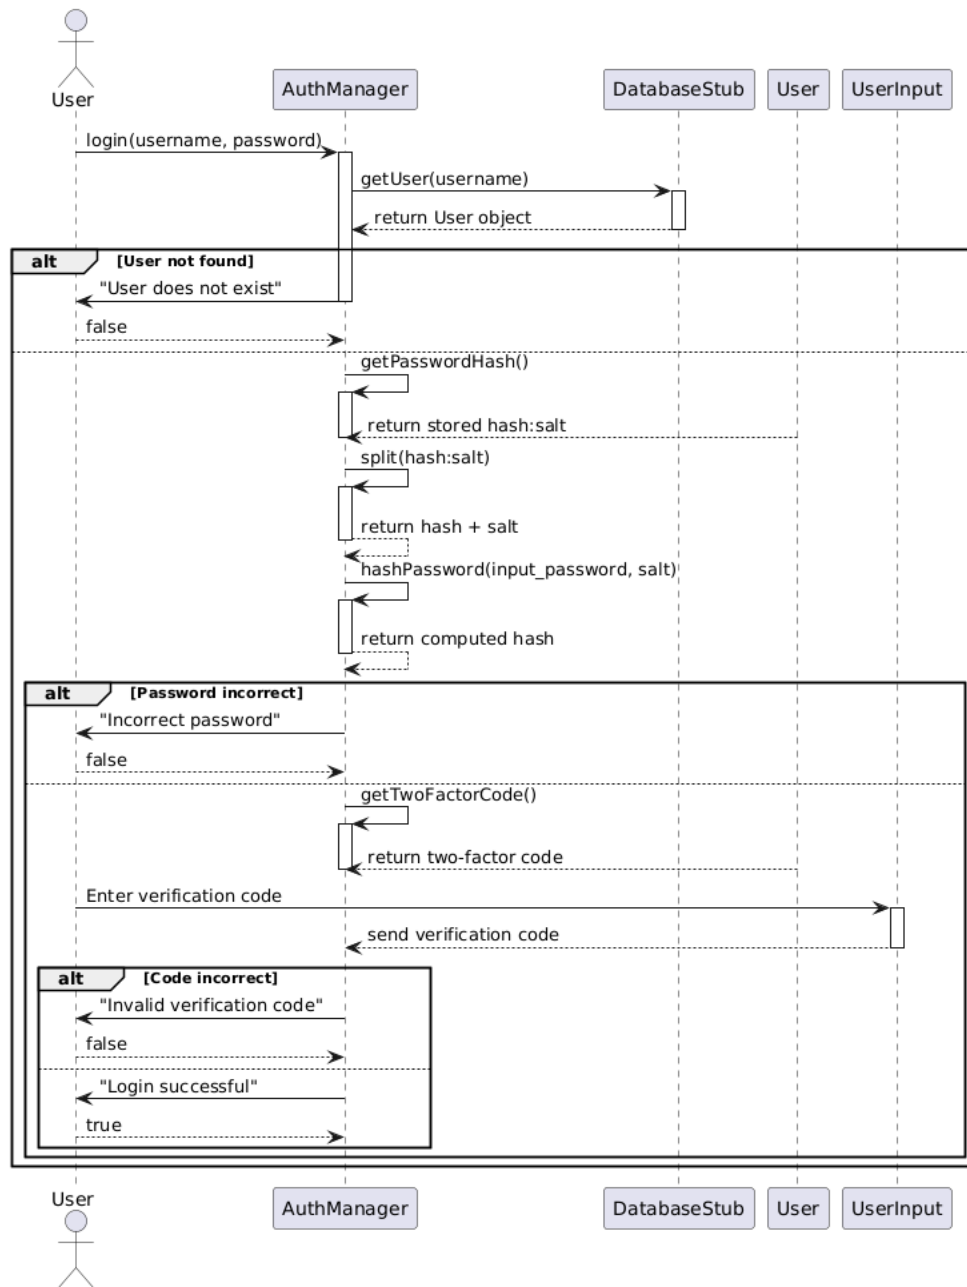 User
AuthManager
DatabaseStub
User
UserInput
login(username, password)
getUser(username)
return User object
alt
[User not found]
"User does not exist"
false
getPasswordHash()
return stored hash:salt
split(hash:salt)
return hash + salt
hashPassword(input_password, salt)
return computed hash
alt
[Password incorrect]
"Incorrect password"
false
getTwoFactorCode()
return two-factor code
Enter verification code
send verification code
alt
[Code incorrect]
"Invalid verification code"
false
"Login successful"
true
User
AuthManager
DatabaseStub
User
UserInput